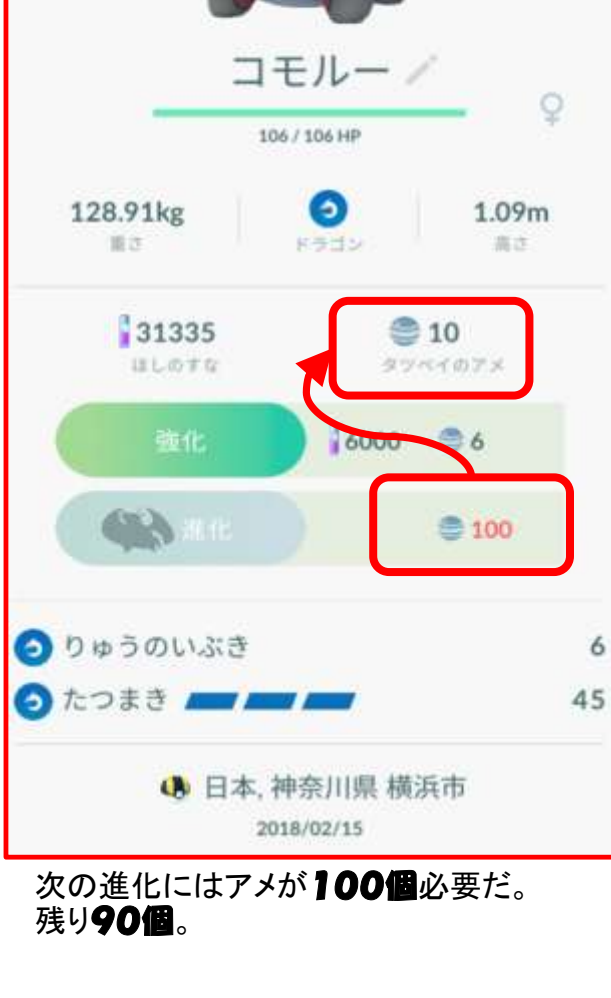 コモルー
106 / 106 HP
128.91kg 1.09m
重さ ドラゴン 高さ
31335 10
ほしのすな タツベイのアメ
強化 6000 6
進化 100
りゅうのいぶき 6
たつまき 45
日本, 神奈川県 横浜市
2018/02/15
次の進化にはアメが100個必要だ。
残り90個。